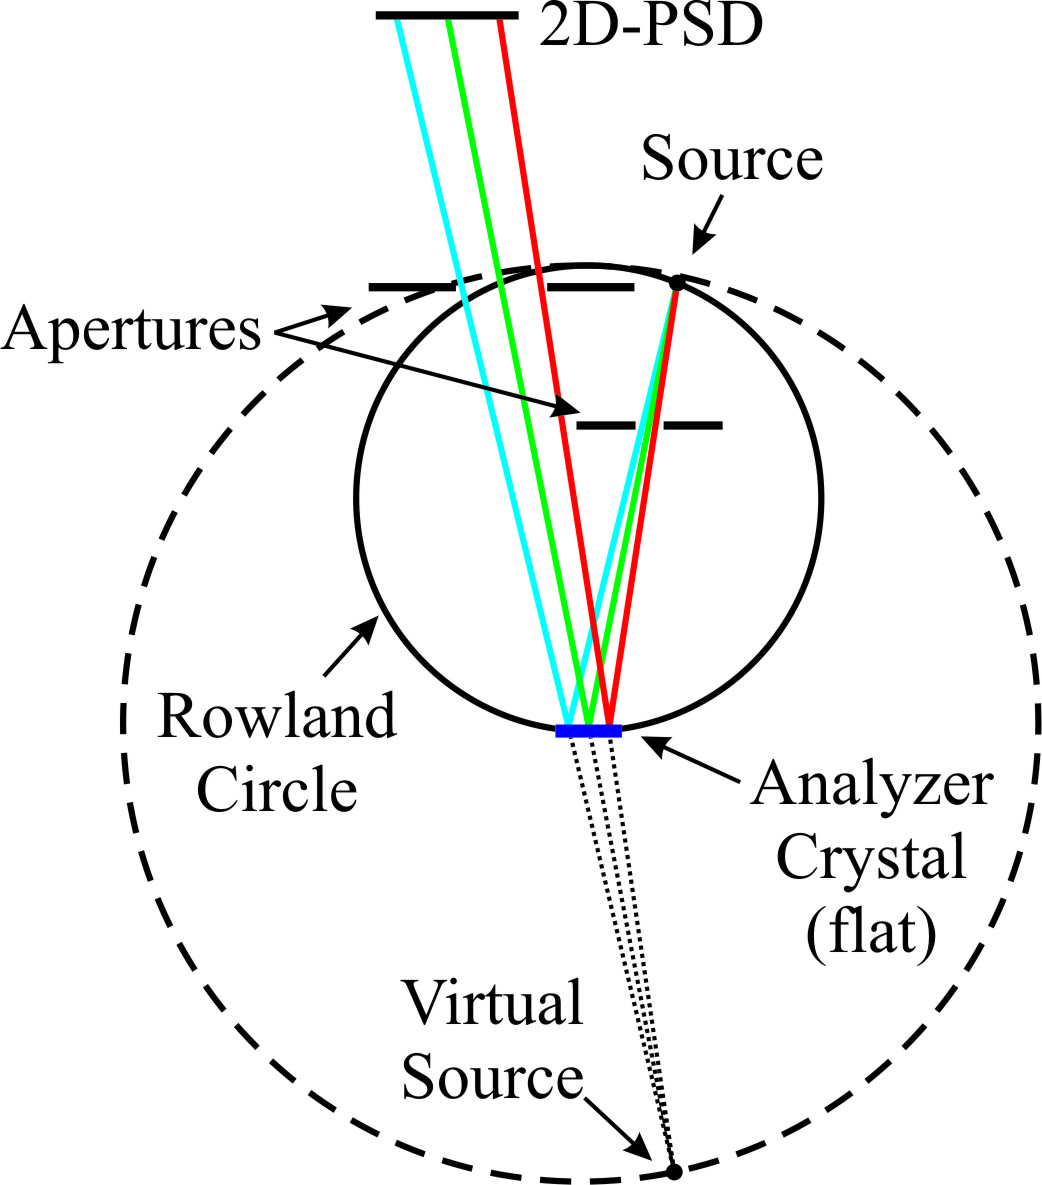 2D-PSD
Source
Apertures
Rowland
Circle
Analyzer
Crystal
(flat)
Virtual
Source